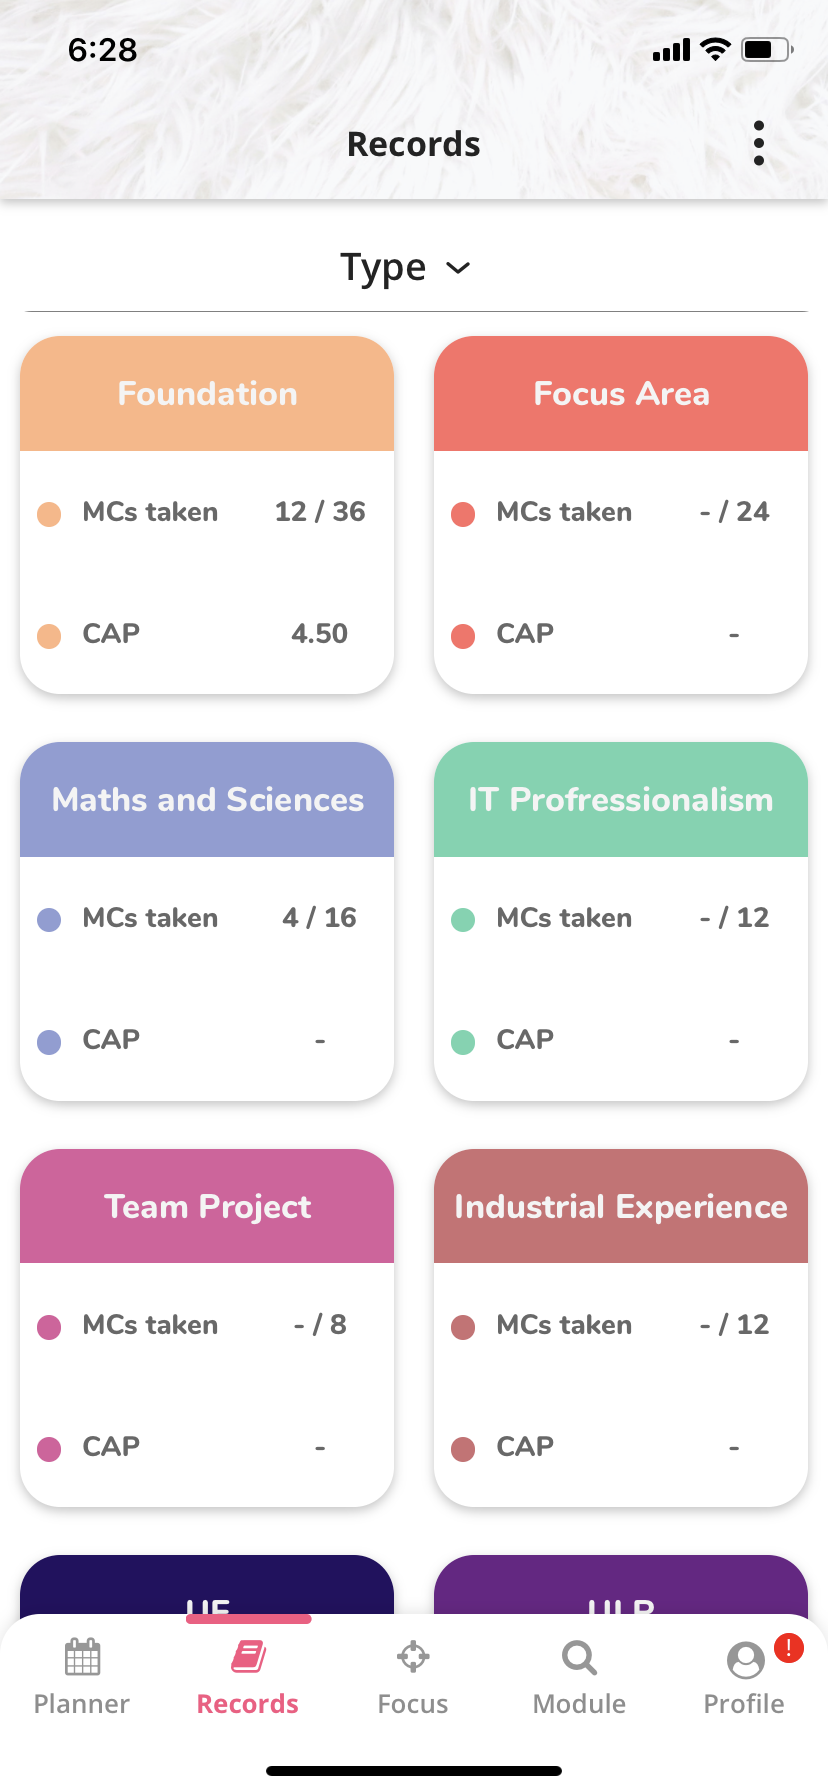 6:28
Records
Type
Foundation
MCs taken 12 / 36
CAP 4.50
Focus Area
MCs taken - / 24
CAP -
Maths and Sciences
MCs taken 4 / 16
CAP -
IT Profressionalism
MCs taken - / 12
CAP -
Team Project
MCs taken - / 8
CAP -
Industrial Experience
MCs taken - / 12
CAP -
UE
ULR
Planner
Records
Focus
Module
Profile
!